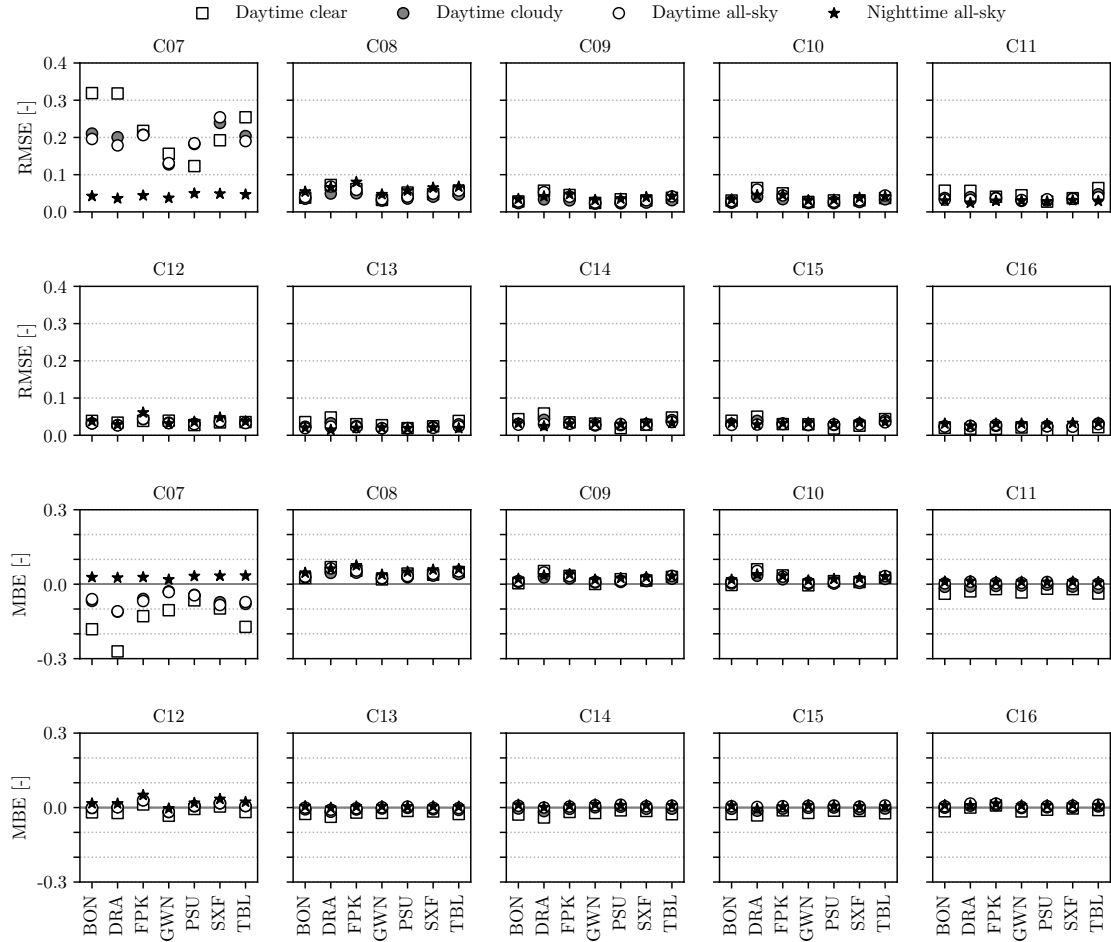 Daytime clear Daytime cloudy Daytime all-sky Nighttime all-sky
C07 C08 C09 C10 C11
RMSE [-]
0.4
0.3
0.2
0.1
0.0
C12 C13 C14 C15 C16
RMSE [-]
0.4
0.3
0.2
0.1
0.0
C07 C08 C09 C10 C11
MBE [-]
0.3
0.0
-0.3
C12 C13 C14 C15 C16
MBE [-]
0.3
0.0
-0.3
BON DRA FPK GWN PSU SXF TBL BON DRA FPK GWN PSU SXF TBL BON DRA FPK GWN PSU SXF TBL BON DRA FPK GWN PSU SXF TBL BON DRA FPK GWN PSU SXF TBL